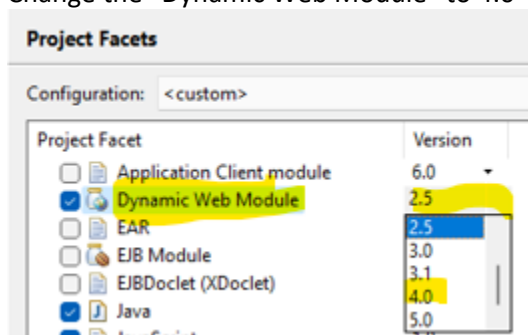 Change the "Dynamic Web Module" to 4.0
Project Facets
Configuration: <custom>
Project Facet Version
Application Client module 6.0
Dynamic Web Module 2.5
EAR 2.5
EJB Module 3.0
EJBDoclet (XDoclet) 3.1
4.0
Java 5.0